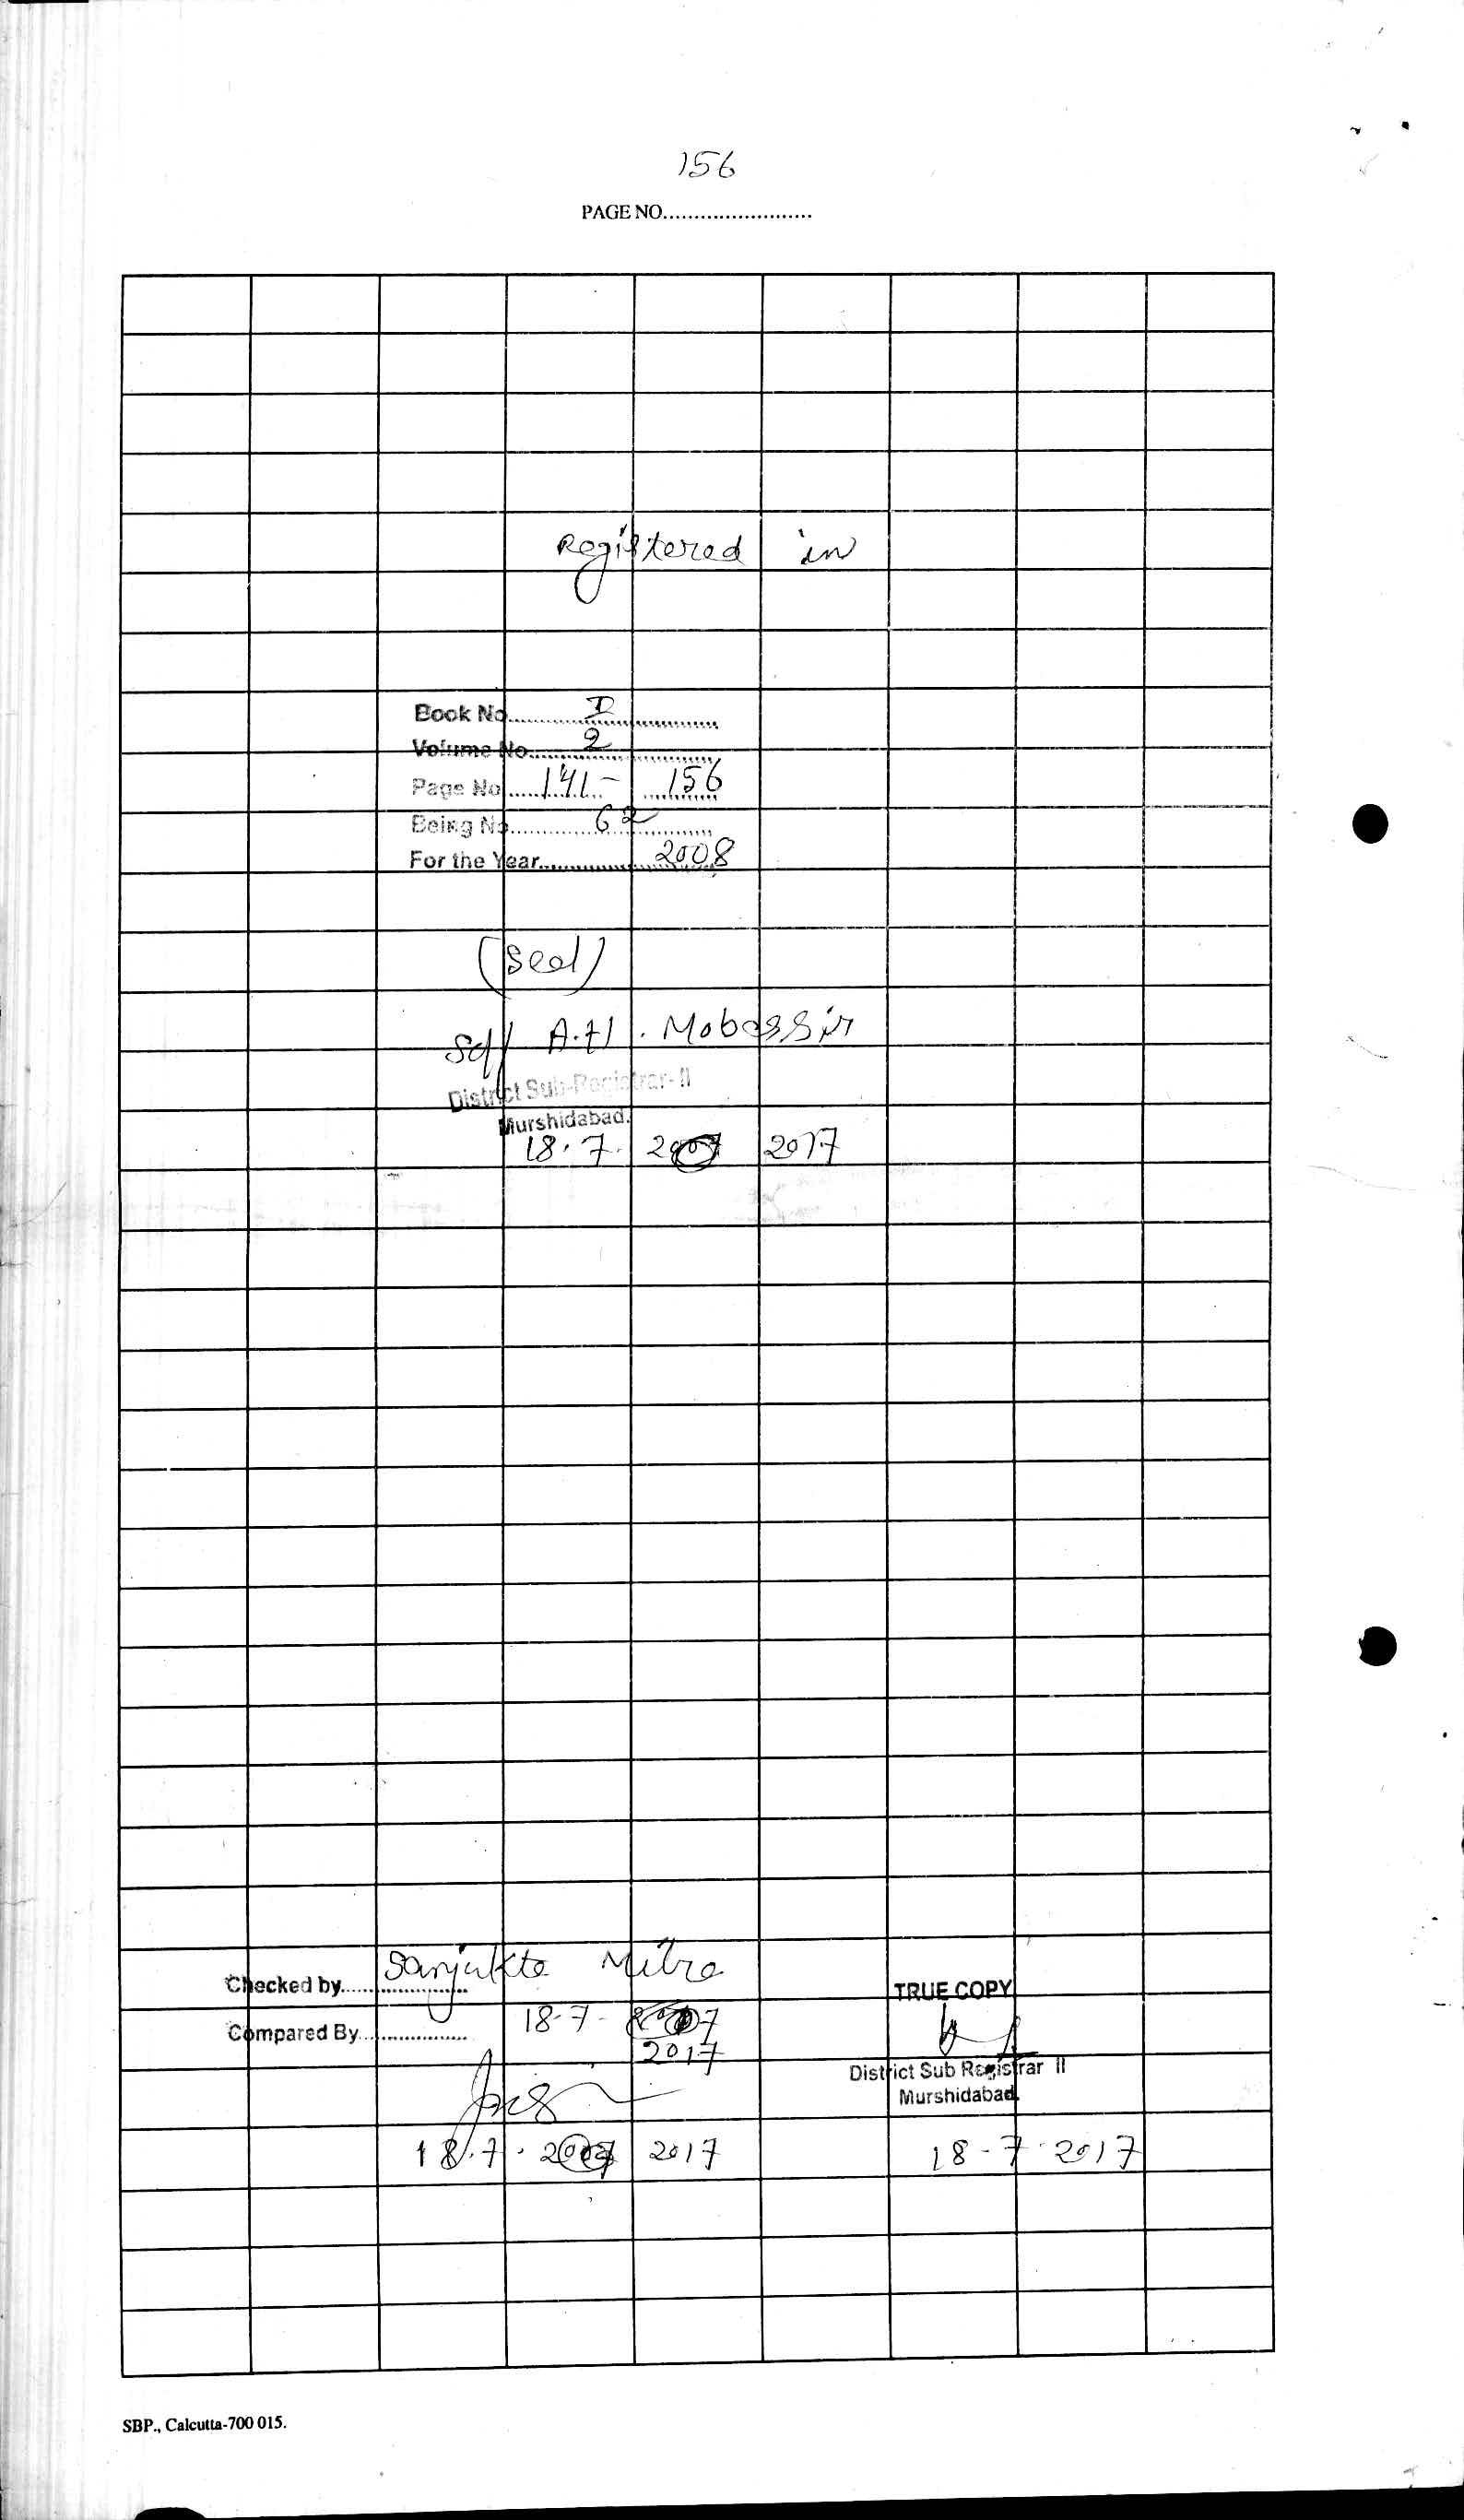 156
PAGE NO........................
Registered in
Book No. I
Volume No. 2
Page No. 141 - 156
Being No. 62
For the Year 2008
(Seal)
Sd/ A.H. Mobassir
District Sub-Registrar-II
Murshidabad.
18.7. 2017
Sanjukta Mitra
Checked by
18-7-
Compared By
2017
TRUE COPY
District Sub Registrar II
Murshidabad.
18.7. 2017
18-7-2017
SBP., Calcutta-700 015.